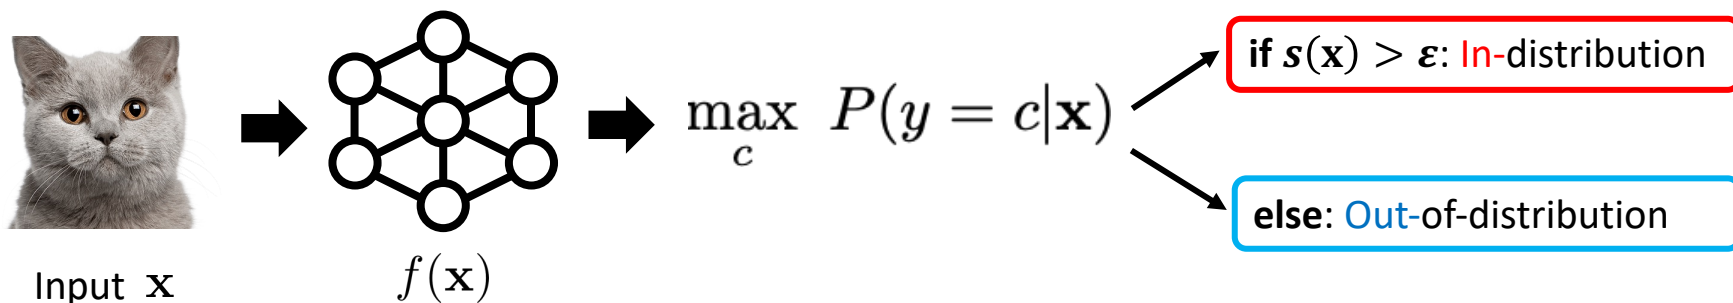 Input x
f(x)
max P(y = c|x)
c
if s(x) > ε: In-distribution
else: Out-of-distribution